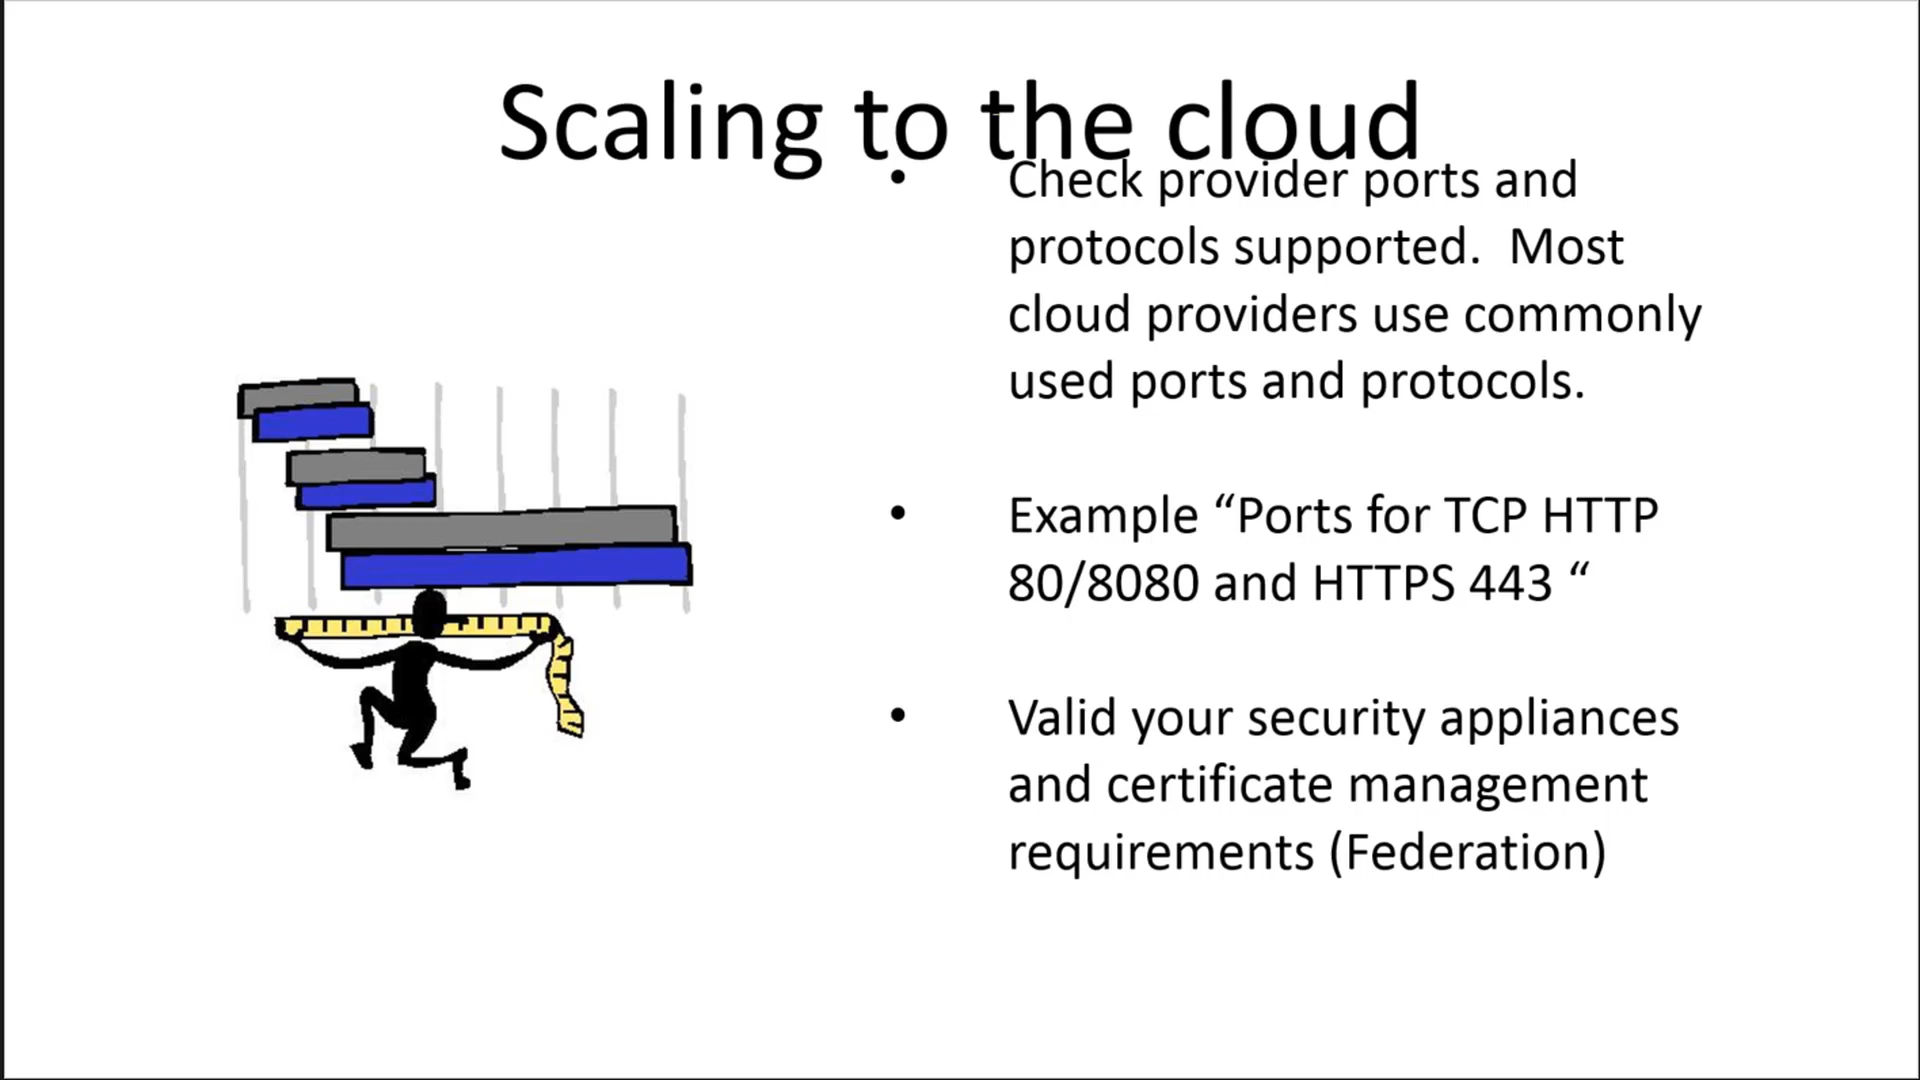 Scaling to the cloud
• Check provider ports and
protocols supported.  Most
cloud providers use commonly
used ports and protocols.
• Example “Ports for TCP HTTP
80/8080 and HTTPS 443 “
• Valid your security appliances
and certificate management
requirements (Federation)